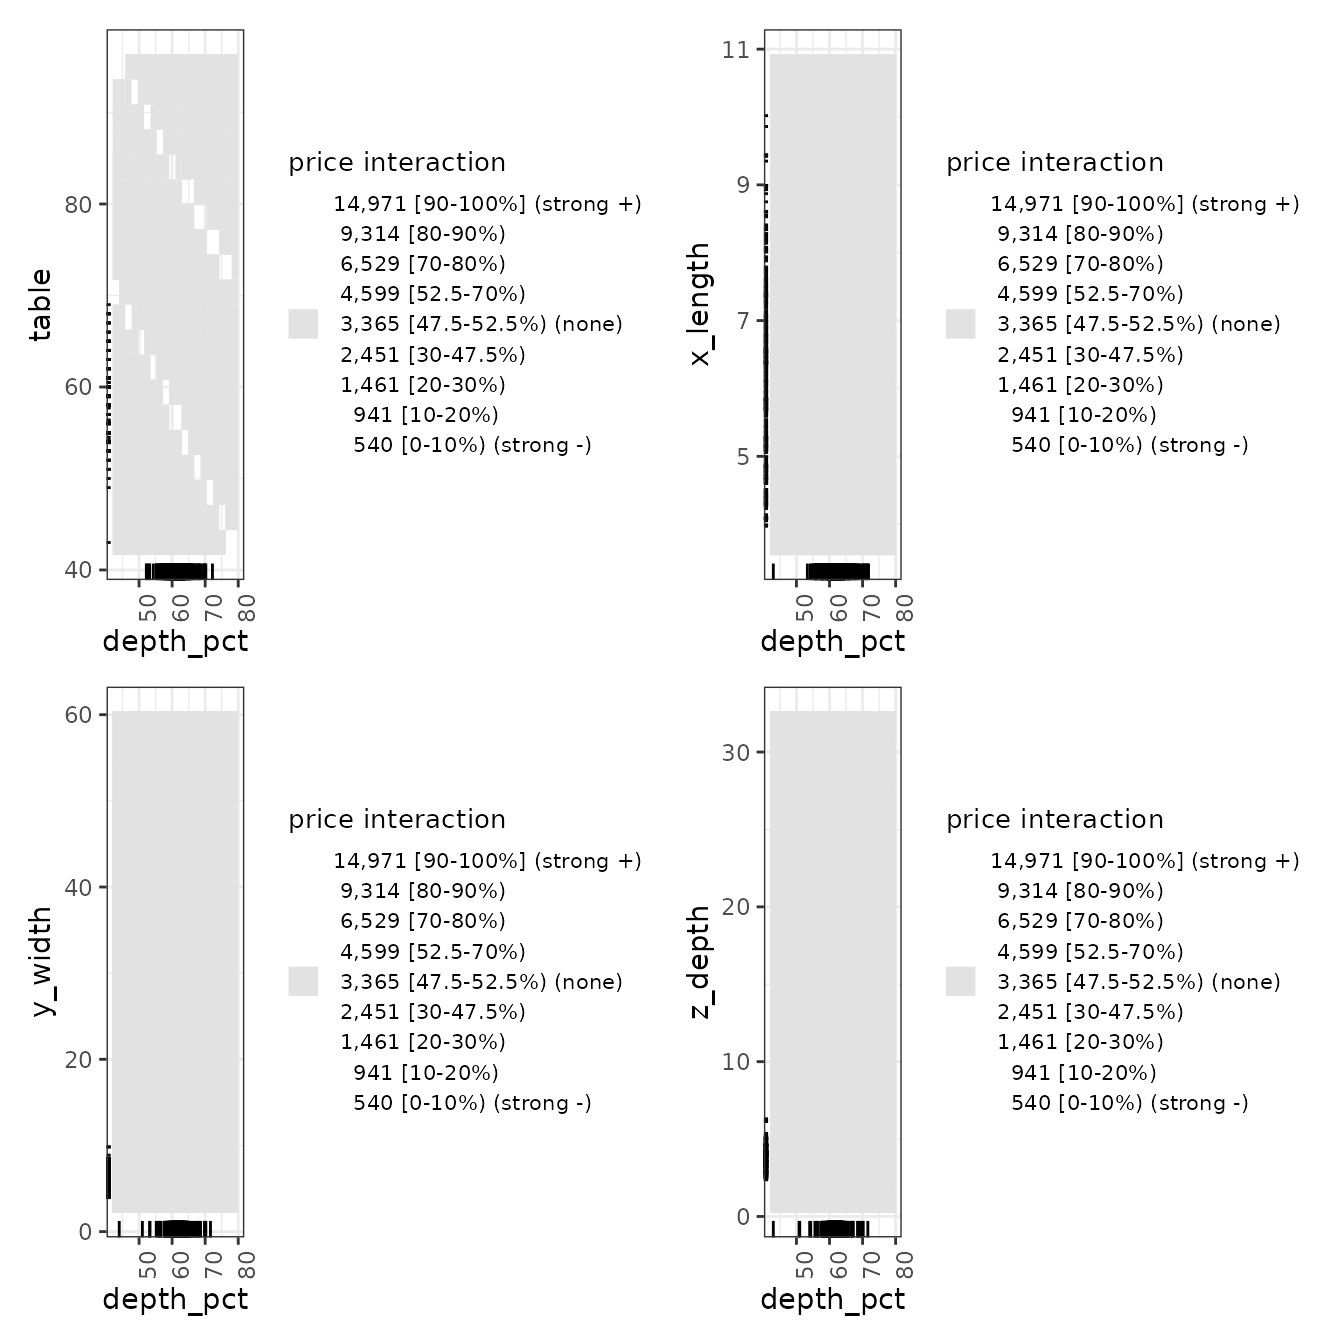 table
80
60
40
50
60
70
80
depth_pct
price interaction
14,971 [90-100%] (strong +)
9,314 [80-90%)
6,529 [70-80%)
4,599 [52.5-70%)
3,365 [47.5-52.5%) (none)
2,451 [30-47.5%)
1,461 [20-30%)
941 [10-20%)
540 [0-10%) (strong -)
x_length
11
9
7
5
50
60
70
80
depth_pct
price interaction
14,971 [90-100%] (strong +)
9,314 [80-90%)
6,529 [70-80%)
4,599 [52.5-70%)
3,365 [47.5-52.5%) (none)
2,451 [30-47.5%)
1,461 [20-30%)
941 [10-20%)
540 [0-10%) (strong -)
y_width
60
40
20
0
50
60
70
80
depth_pct
price interaction
14,971 [90-100%] (strong +)
9,314 [80-90%)
6,529 [70-80%)
4,599 [52.5-70%)
3,365 [47.5-52.5%) (none)
2,451 [30-47.5%)
1,461 [20-30%)
941 [10-20%)
540 [0-10%) (strong -)
z_depth
30
20
10
0
50
60
70
80
depth_pct
price interaction
14,971 [90-100%] (strong +)
9,314 [80-90%)
6,529 [70-80%)
4,599 [52.5-70%)
3,365 [47.5-52.5%) (none)
2,451 [30-47.5%)
1,461 [20-30%)
941 [10-20%)
540 [0-10%) (strong -)